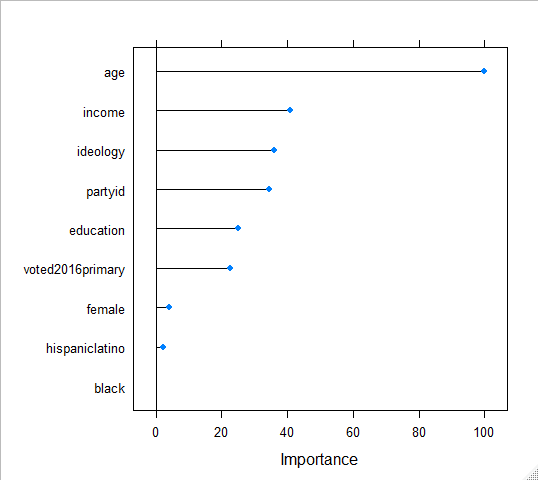 age
income
ideology
partyid
education
voted2016primary
female
hispaniclatino
black
0 20 40 60 80 100
Importance